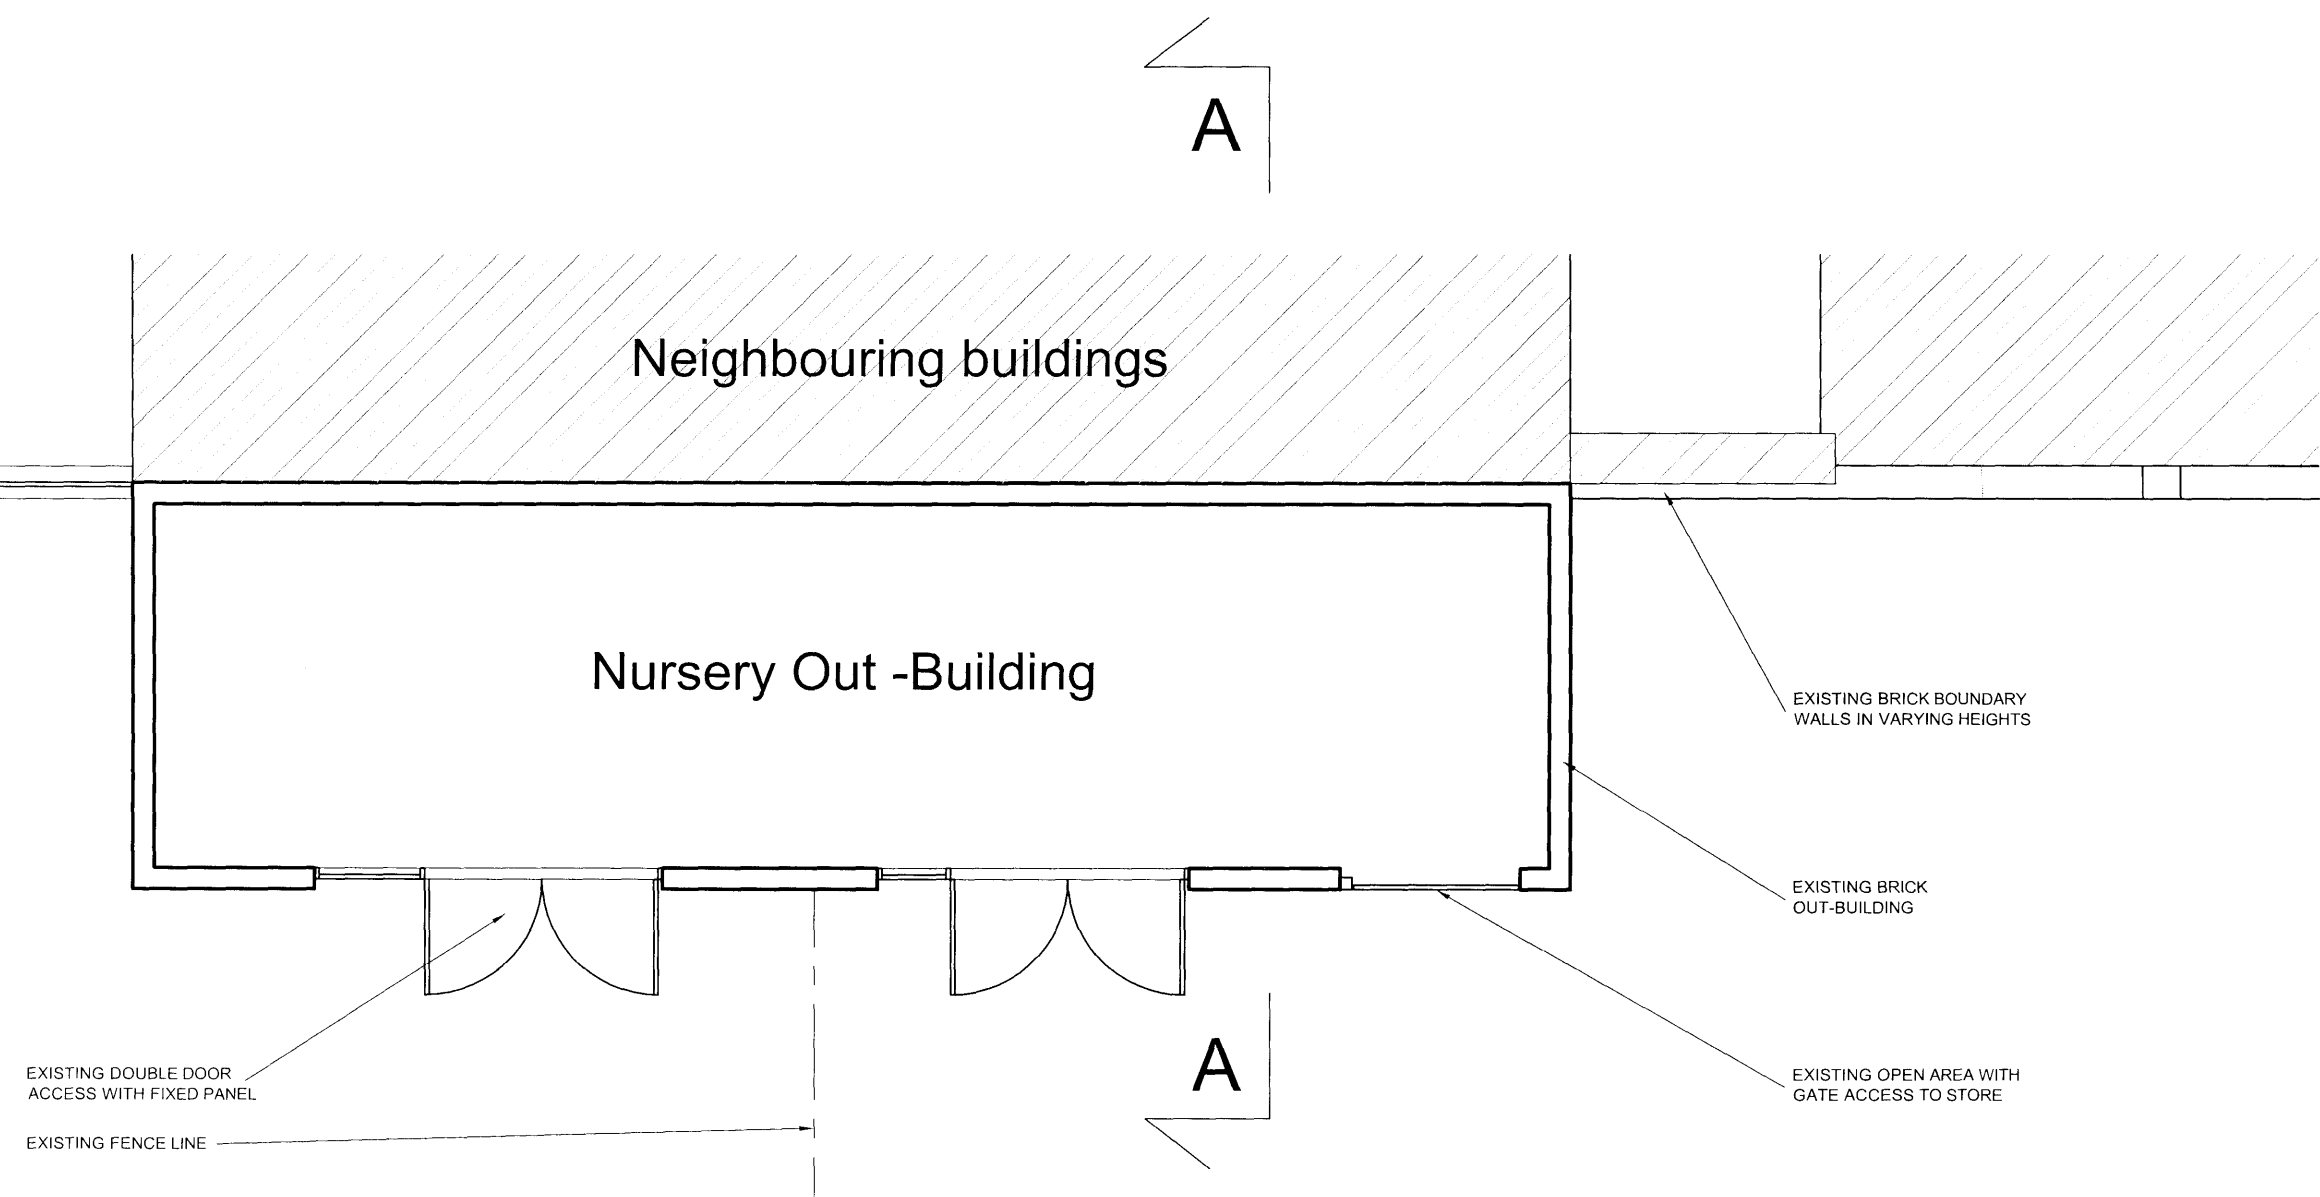 A
Neighbouring buildings
Nursery Out -Building
EXISTING BRICK BOUNDARY
WALLS IN VARYING HEIGHTS
EXISTING BRICK
OUT-BUILDING
A
EXISTING DOUBLE DOOR
ACCESS WITH FIXED PANEL
EXISTING OPEN AREA WITH
GATE ACCESS TO STORE
EXISTING FENCE LINE